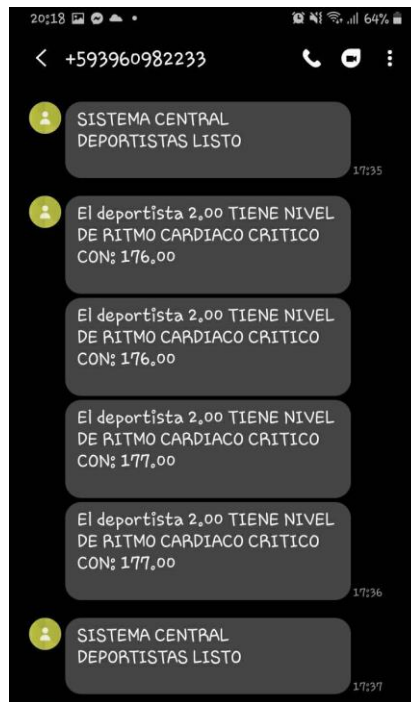 20:18 64%
+593960982233
SISTEMA CENTRAL
DEPORTISTAS LISTO
17:35
El deportista 2.00 TIENE NIVEL
DE RITMO CARDIACO CRITICO
CON: 176.00
El deportista 2.00 TIENE NIVEL
DE RITMO CARDIACO CRITICO
CON: 176.00
El deportista 2.00 TIENE NIVEL
DE RITMO CARDIACO CRITICO
CON: 177.00
El deportista 2.00 TIENE NIVEL
DE RITMO CARDIACO CRITICO
CON: 177.00
17:36
SISTEMA CENTRAL
DEPORTISTAS LISTO
17:37